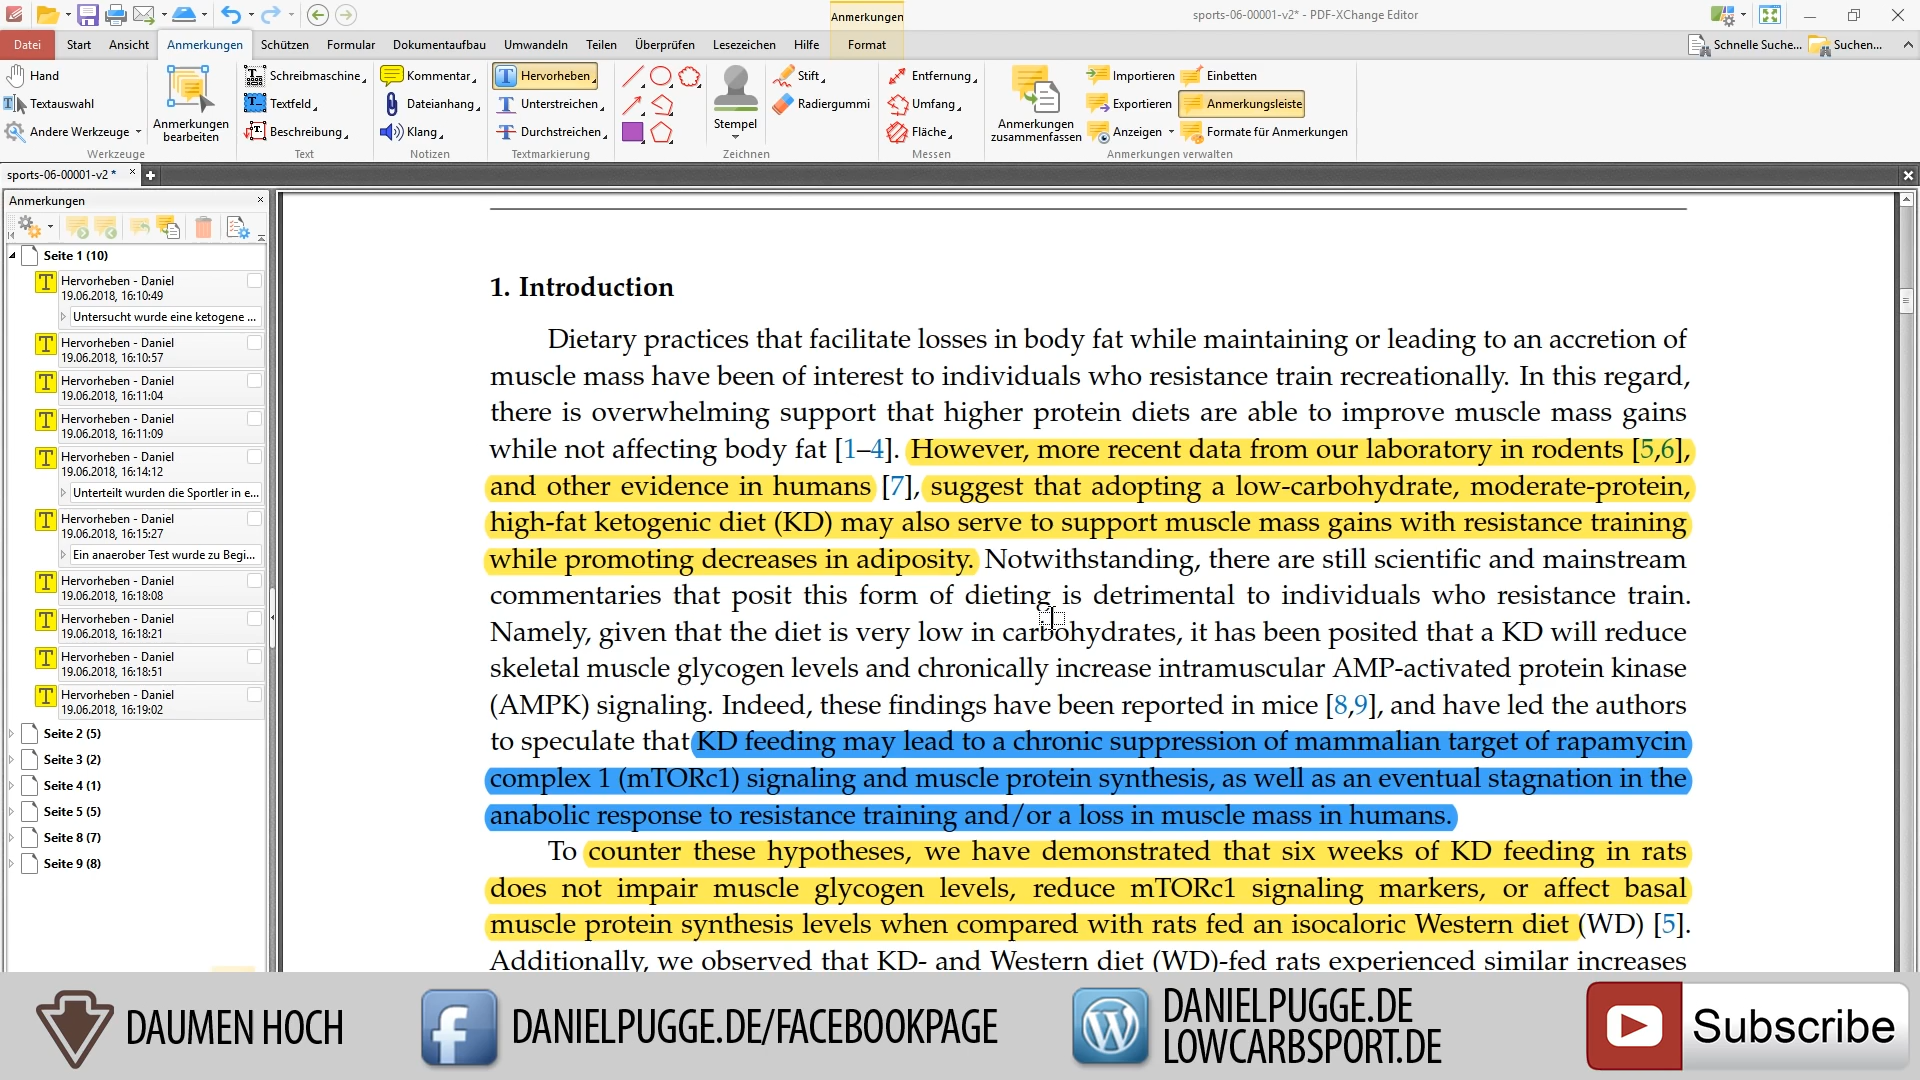 Anmerkungen
sports-06-00001-v2* - PDF-XChange Editor
Datei Start Ansicht Anmerkungen Schützen Formular Dokumentaufbau Umwandeln Teilen Überprüfen Lesezeichen Hilfe Format
Schnelle Suche... Suchen...
Hand
Textauswahl
Andere Werkzeuge
Werkzeuge
Anmerkungen
bearbeiten
Schreibmaschine
Textfeld
Beschreibung
Text
Kommentar
Dateianhang
Klang
Notizen
Hervorheben
Unterstreichen
Durchstreichen
Textmarkierung
Stempel
Stift
Radiergummi
Zeichnen
Entfernung
Umfang
Fläche
Messen
Anmerkungen
zusammenfassen
Importieren
Exportieren
Anzeigen
Einbetten
Anmerkungsleiste
Formate für Anmerkungen
Anmerkungen verwalten
sports-06-00001-v2 *
Anmerkungen
Seite 1 (10)
Hervorheben - Daniel
19.06.2018, 16:10:49
Untersucht wurde eine ketogene ...
Hervorheben - Daniel
19.06.2018, 16:10:57
Hervorheben - Daniel
19.06.2018, 16:11:04
Hervorheben - Daniel
19.06.2018, 16:11:09
Hervorheben - Daniel
19.06.2018, 16:14:12
Unterteilt wurden die Sportler in e...
Hervorheben - Daniel
19.06.2018, 16:15:27
Ein anaerober Test wurde zu Begi...
Hervorheben - Daniel
19.06.2018, 16:18:08
Hervorheben - Daniel
19.06.2018, 16:18:21
Hervorheben - Daniel
19.06.2018, 16:18:51
Hervorheben - Daniel
19.06.2018, 16:19:02
Seite 2 (5)
Seite 3 (2)
Seite 4 (1)
Seite 5 (5)
Seite 8 (7)
Seite 9 (8)
1. Introduction
Dietary practices that facilitate losses in body fat while maintaining or leading to an accretion of
muscle mass have been of interest to individuals who resistance train recreationally. In this regard,
there is overwhelming support that higher protein diets are able to improve muscle mass gains
while not affecting body fat [1–4]. However, more recent data from our laboratory in rodents [5,6],
and other evidence in humans [7], suggest that adopting a low-carbohydrate, moderate-protein,
high-fat ketogenic diet (KD) may also serve to support muscle mass gains with resistance training
while promoting decreases in adiposity. Notwithstanding, there are still scientific and mainstream
commentaries that posit this form of dieting is detrimental to individuals who resistance train.
Namely, given that the diet is very low in carbohydrates, it has been posited that a KD will reduce
skeletal muscle glycogen levels and chronically increase intramuscular AMP-activated protein kinase
(AMPK) signaling. Indeed, these findings have been reported in mice [8,9], and have led the authors
to speculate that KD feeding may lead to a chronic suppression of mammalian target of rapamycin
complex 1 (mTORc1) signaling and muscle protein synthesis, as well as an eventual stagnation in the
anabolic response to resistance training and/or a loss in muscle mass in humans.
To counter these hypotheses, we have demonstrated that six weeks of KD feeding in rats
does not impair muscle glycogen levels, reduce mTORc1 signaling markers, or affect basal
muscle protein synthesis levels when compared with rats fed an isocaloric Western diet (WD) [5].
Additionally, we observed that KD- and Western diet (WD)-fed rats experienced similar increases
DAUMEN HOCH
DANIELPUGGE.DE/FACEBOOKPAGE
DANIELPUGGE.DE
LOWCARBSPORT.DE
Subscribe